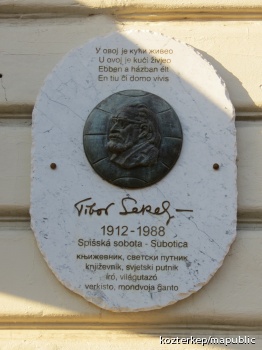 У овој је кући живео
U ovoj je kući živjeo
Ebben a házban élt
En tiu ĉi domo vivis
Tibor Sekelj
1912-1988
Spišská sobota - Subotica
књижевник, светски путник
književnik, svjetski putnik
író, világutazó
verkisto, mondvojaĝanto
kozterkep/mapublic